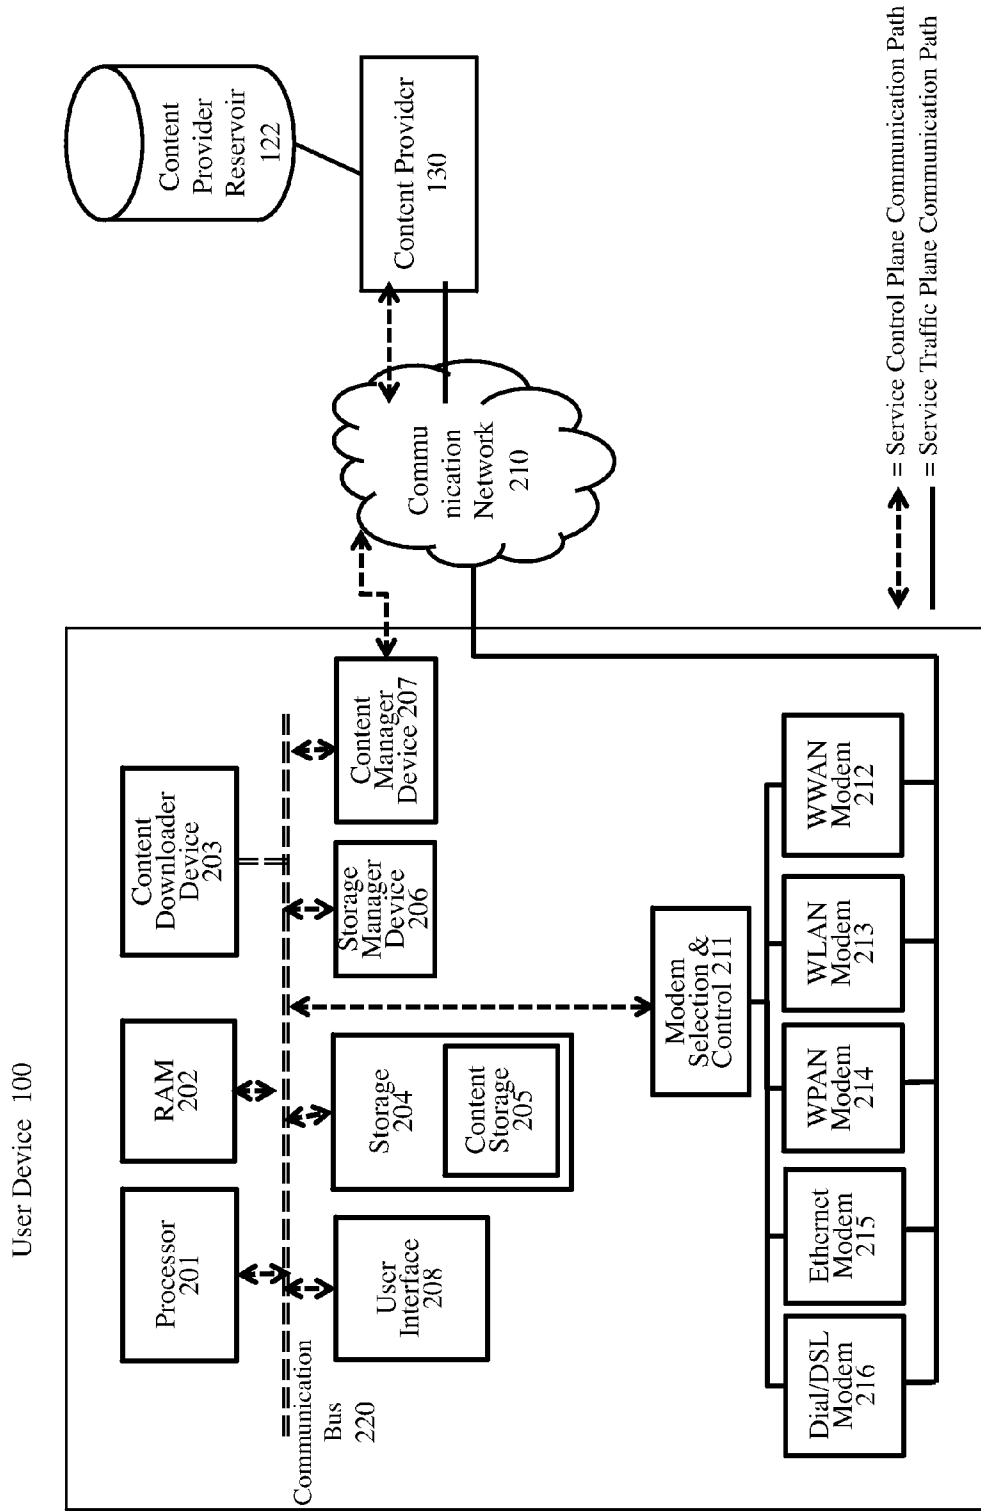 User Device 100
Processor
201
RAM
202
Content
Downloader
Device
203
Communication
Bus
220
User
Interface
208
Storage
204
Content
Storage
205
Storage
Manager
Device
206
Content
Manager
Device 207
Modem
Selection &
Control 211
Dial/DSL
Modem
216
Ethernet
Modem
215
WPAN
Modem
214
WLAN
Modem
213
WWAN
Modem
212
Commu
nication
Network
210
Content
Provider
Reservoir
122
Content Provider
130
= Service Control Plane Communication Path
= Service Traffic Plane Communication Path